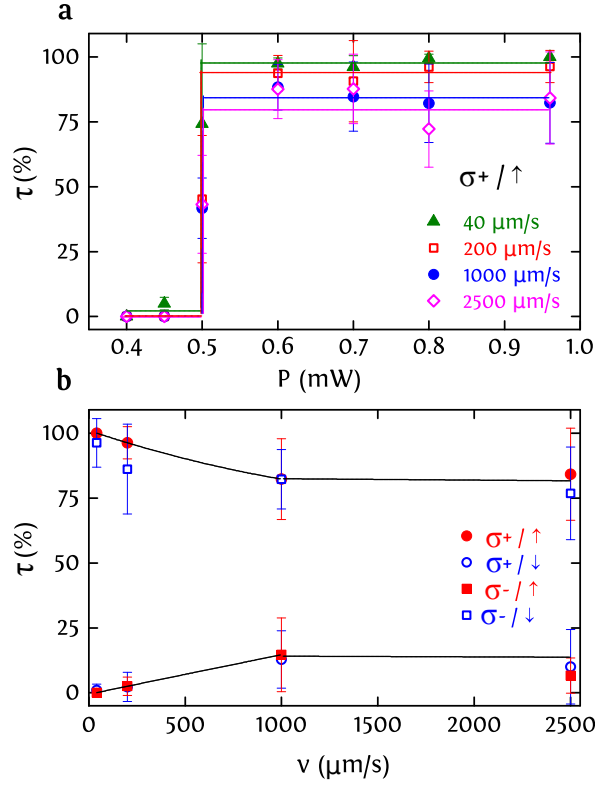 a
100
75
50
25
0
τ (%)
σ+ / ↑
40 µm/s
200 µm/s
1000 µm/s
2500 µm/s
0.4 0.5 0.6 0.7 0.8 0.9 1.0
P (mW)
b
100
75
50
25
0
τ (%)
σ+ / ↑
σ+ / ↓
σ- / ↑
σ- / ↓
0 500 1000 1500 2000 2500
ν (µm/s)